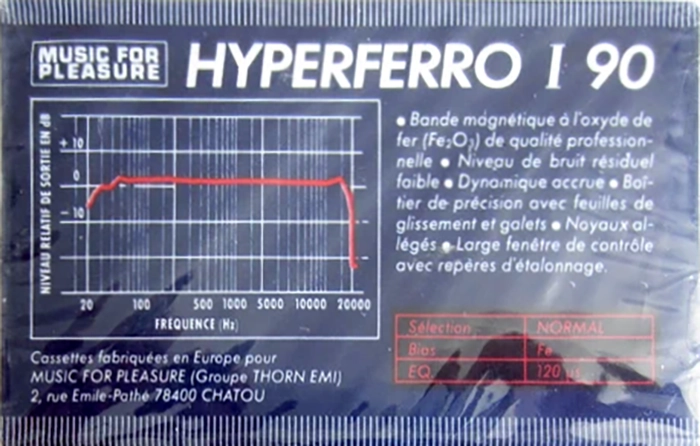 MUSIC FOR
PLEASURE
HYPERFERRO I 90
NIVEAU RELATIF DE SORTIE EN dB
+ 10
0
- 10
20 100 500 1000 5000 10000 20000
FRÉQUENCE (Hz)
• Bande magnétique à l'oxyde de
fer (Fe2O3) de qualité profession-
nelle • Niveau de bruit résiduel
faible • Dynamique accrue • Boî-
tier de précision avec feuilles de
glissement et galets • Noyaux al-
légés • Large fenêtre de contrôle
avec repères d'étalonnage.
Sélection NORMAL
Bias Fe
EQ. 120 µs
Cassettes fabriquées en Europe pour
MUSIC FOR PLEASURE (Groupe THORN EMI)
2, rue Emile-Pathé 78400 CHATOU